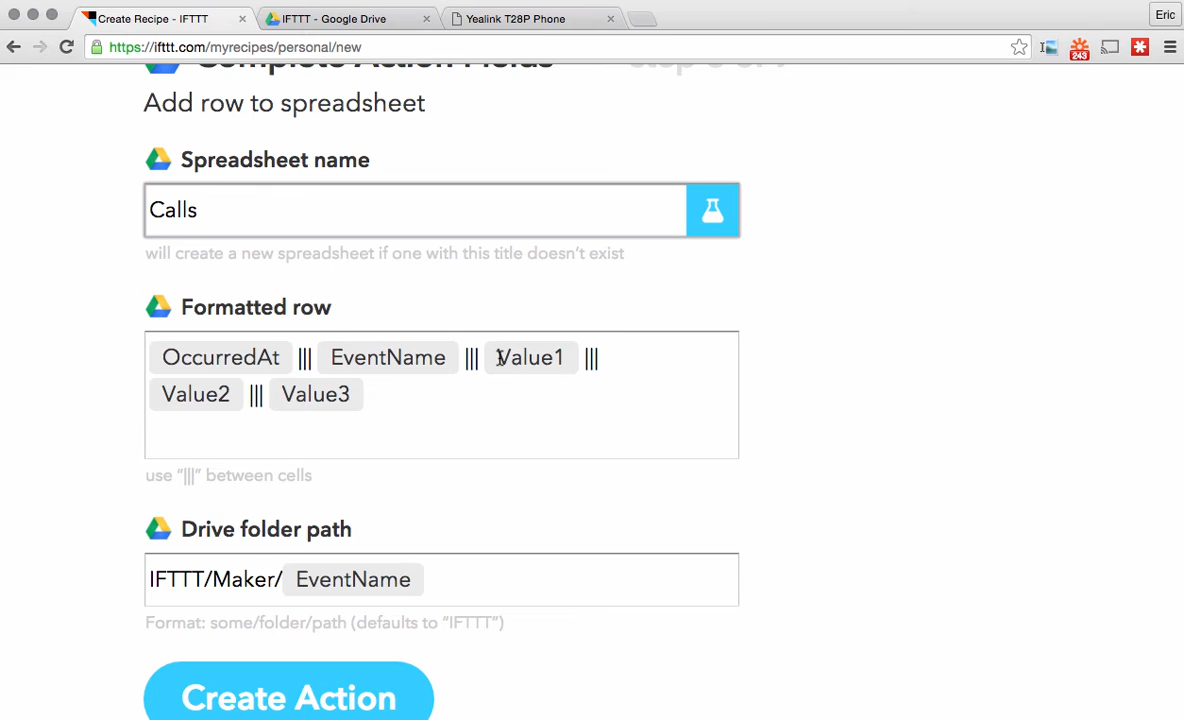 Create Recipe - IFTTT
IFTTT - Google Drive
Yealink T28P Phone
Eric
https://ifttt.com/myrecipes/personal/new
243
Complete Action Fields
Add row to spreadsheet
Spreadsheet name
Calls
will create a new spreadsheet if one with this title doesn't exist
Formatted row
OccurredAt ||| EventName ||| Value1 |||
Value2 ||| Value3
use "|||" between cells
Drive folder path
IFTTT/Maker/ EventName
Format: some/folder/path (defaults to "IFTTT")
Create Action